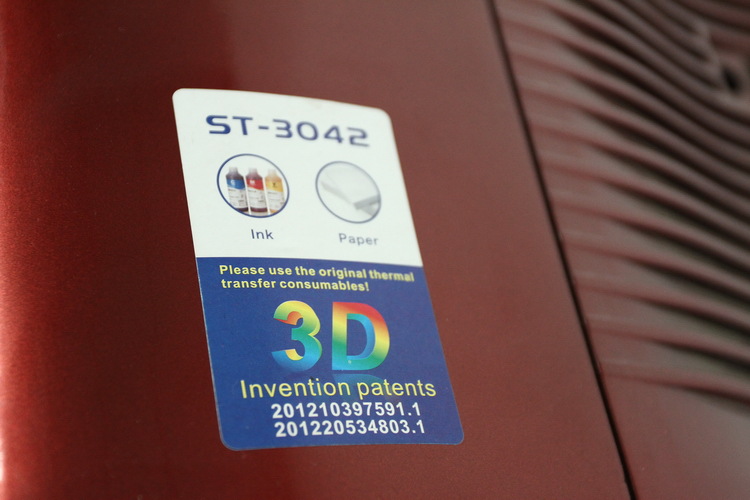 ST-3042
Ink
Paper
Please use the original thermal
transfer consumables!
3D
Invention patents
201210397591.1
201220534803.1